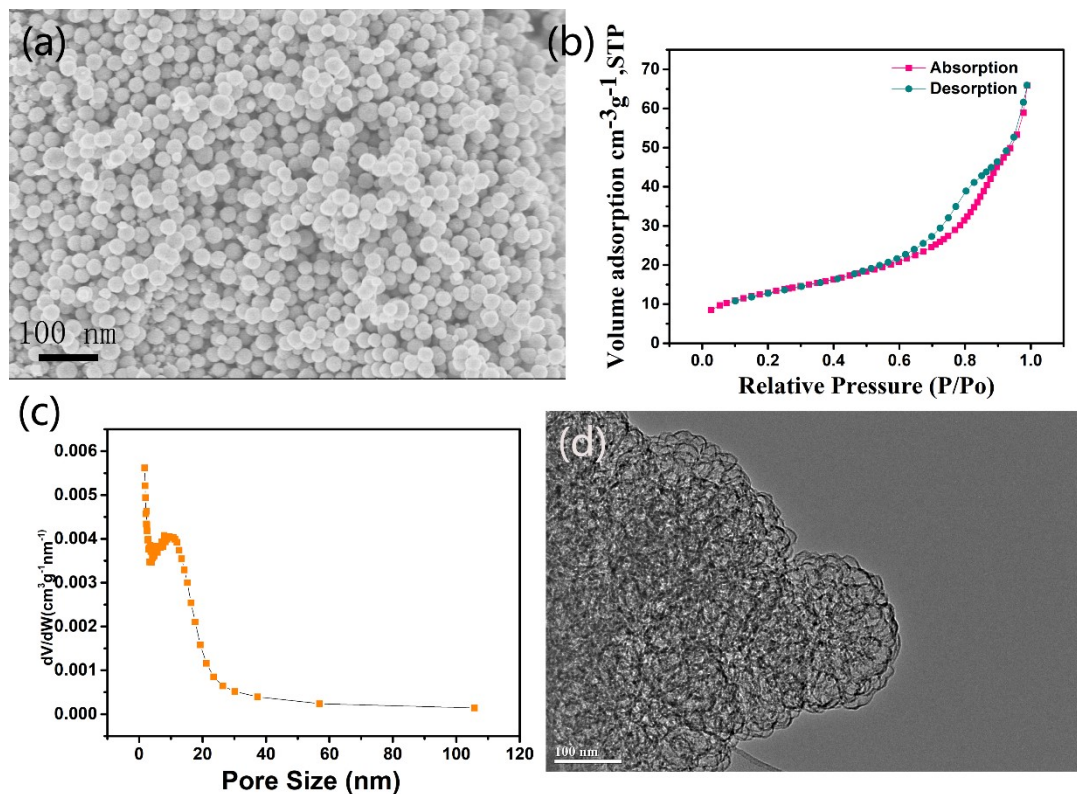 (a)
100 nm
(b)
Volume adsorption cm-3g-1,STP
70
60
50
40
30
20
10
0
Absorption
Desorption
0.0 0.2 0.4 0.6 0.8 1.0
Relative Pressure (P/Po)
(c)
dV/dW(cm³g⁻¹nm⁻¹)
0.006
0.005
0.004
0.003
0.002
0.001
0.000
0 20 40 60 80 100 120
Pore Size (nm)
(d)
100 nm